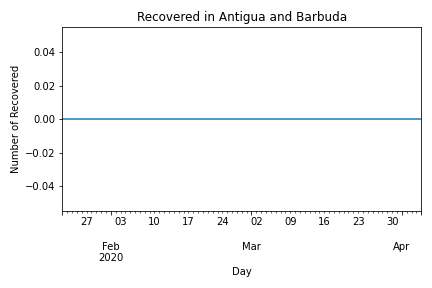 Recovered in Antigua and Barbuda
Number of Recovered
0.04
0.02
0.00
−0.02
−0.04
27 03 10 17 24 02 09 16 23 30
Feb Mar Apr
2020
Day